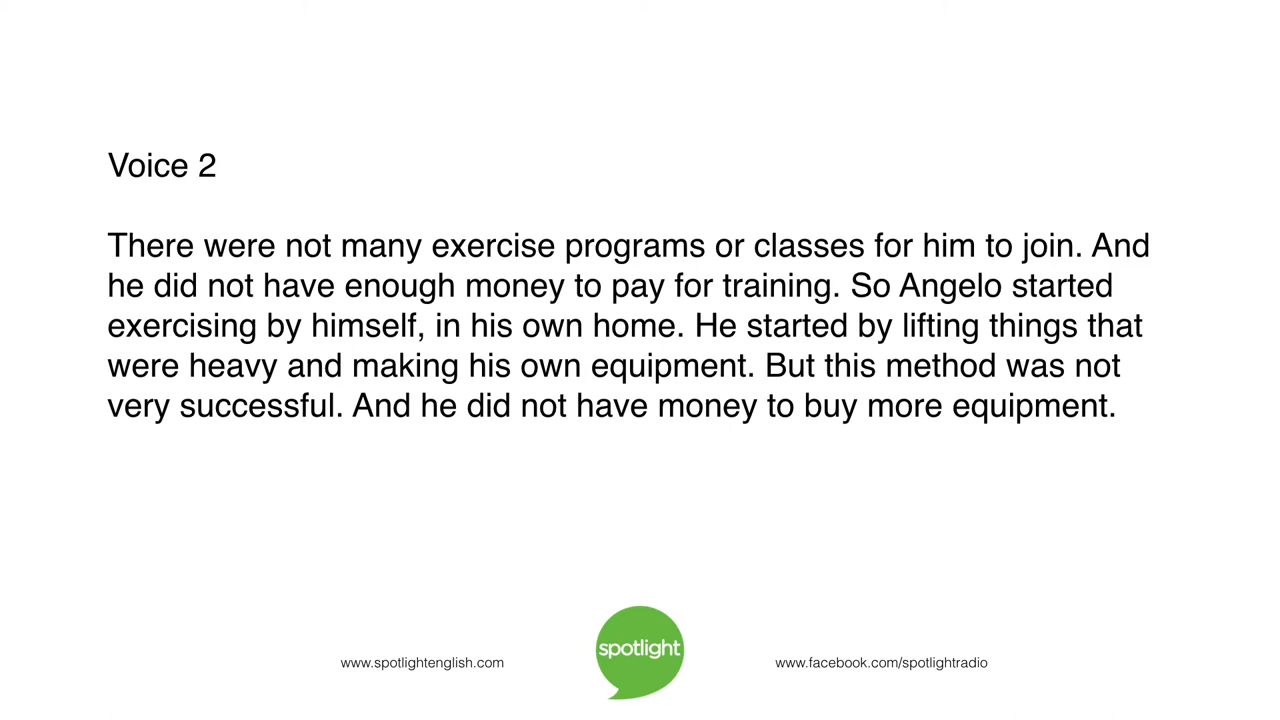 Voice 2
There were not many exercise programs or classes for him to join. And
he did not have enough money to pay for training. So Angelo started
exercising by himself, in his own home. He started by lifting things that
were heavy and making his own equipment. But this method was not
very successful. And he did not have money to buy more equipment.
spotlight
www.spotlightenglish.com
www.facebook.com/spotlightradio